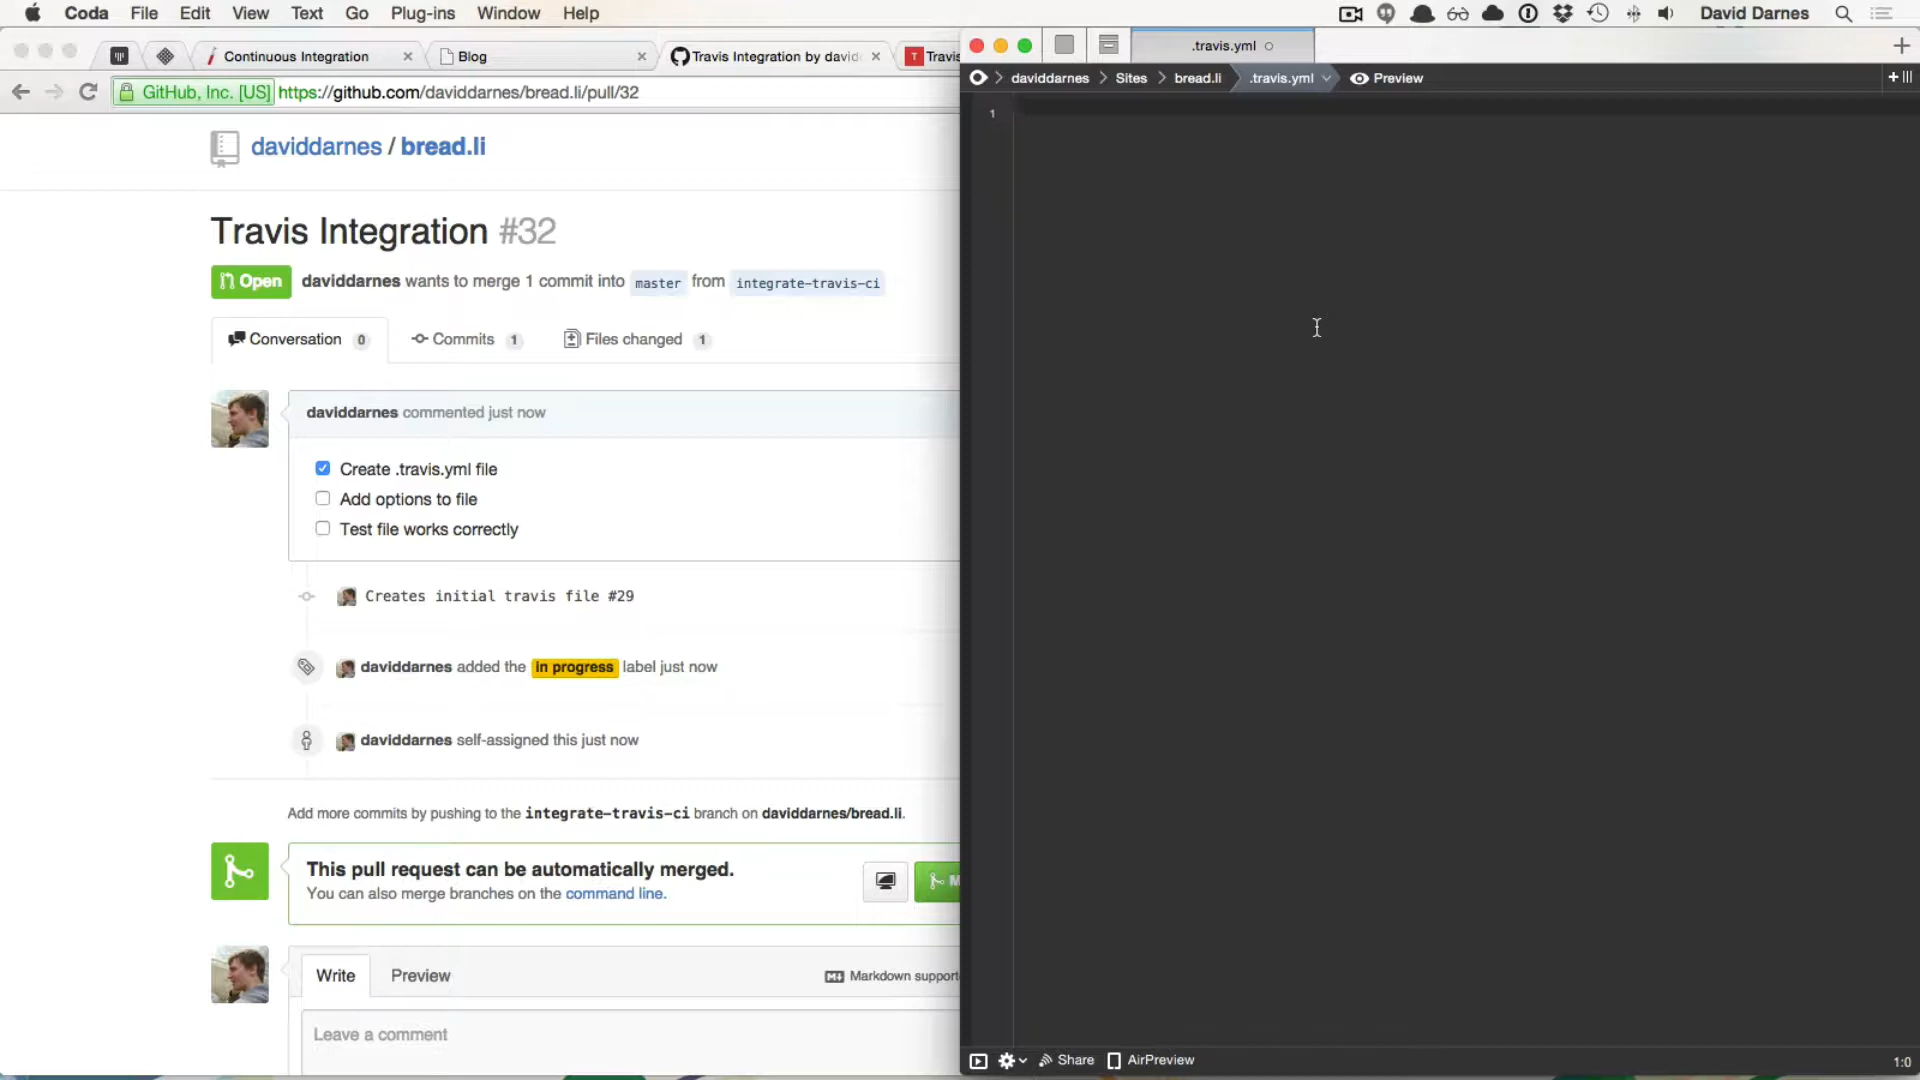 Coda File Edit View Text Go Plug-ins Window Help David Darnes
Continuous Integration Blog Travis Integration by david Travis
.travis.yml
GitHub, Inc. [US] https://github.com/daviddarnes/bread.li/pull/32
daviddarnes Sites bread.li .travis.yml Preview
1
daviddarnes / bread.li
Travis Integration #32
Open daviddarnes wants to merge 1 commit into master from integrate-travis-ci
Conversation 0 Commits 1 Files changed 1
daviddarnes commented just now
Create .travis.yml file
Add options to file
Test file works correctly
Creates initial travis file #29
daviddarnes added the in progress label just now
daviddarnes self-assigned this just now
Add more commits by pushing to the integrate-travis-ci branch on daviddarnes/bread.li.
This pull request can be automatically merged.
You can also merge branches on the command line.
M
Write Preview Markdown support
Leave a comment
Share AirPreview 1:0